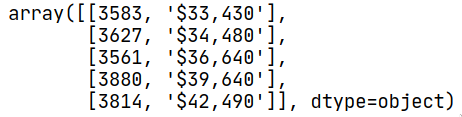 array([[3583, '$33,430'],
[3627, '$34,480'],
[3561, '$36,640'],
[3880, '$39,640'],
[3814, '$42,490']], dtype=object)